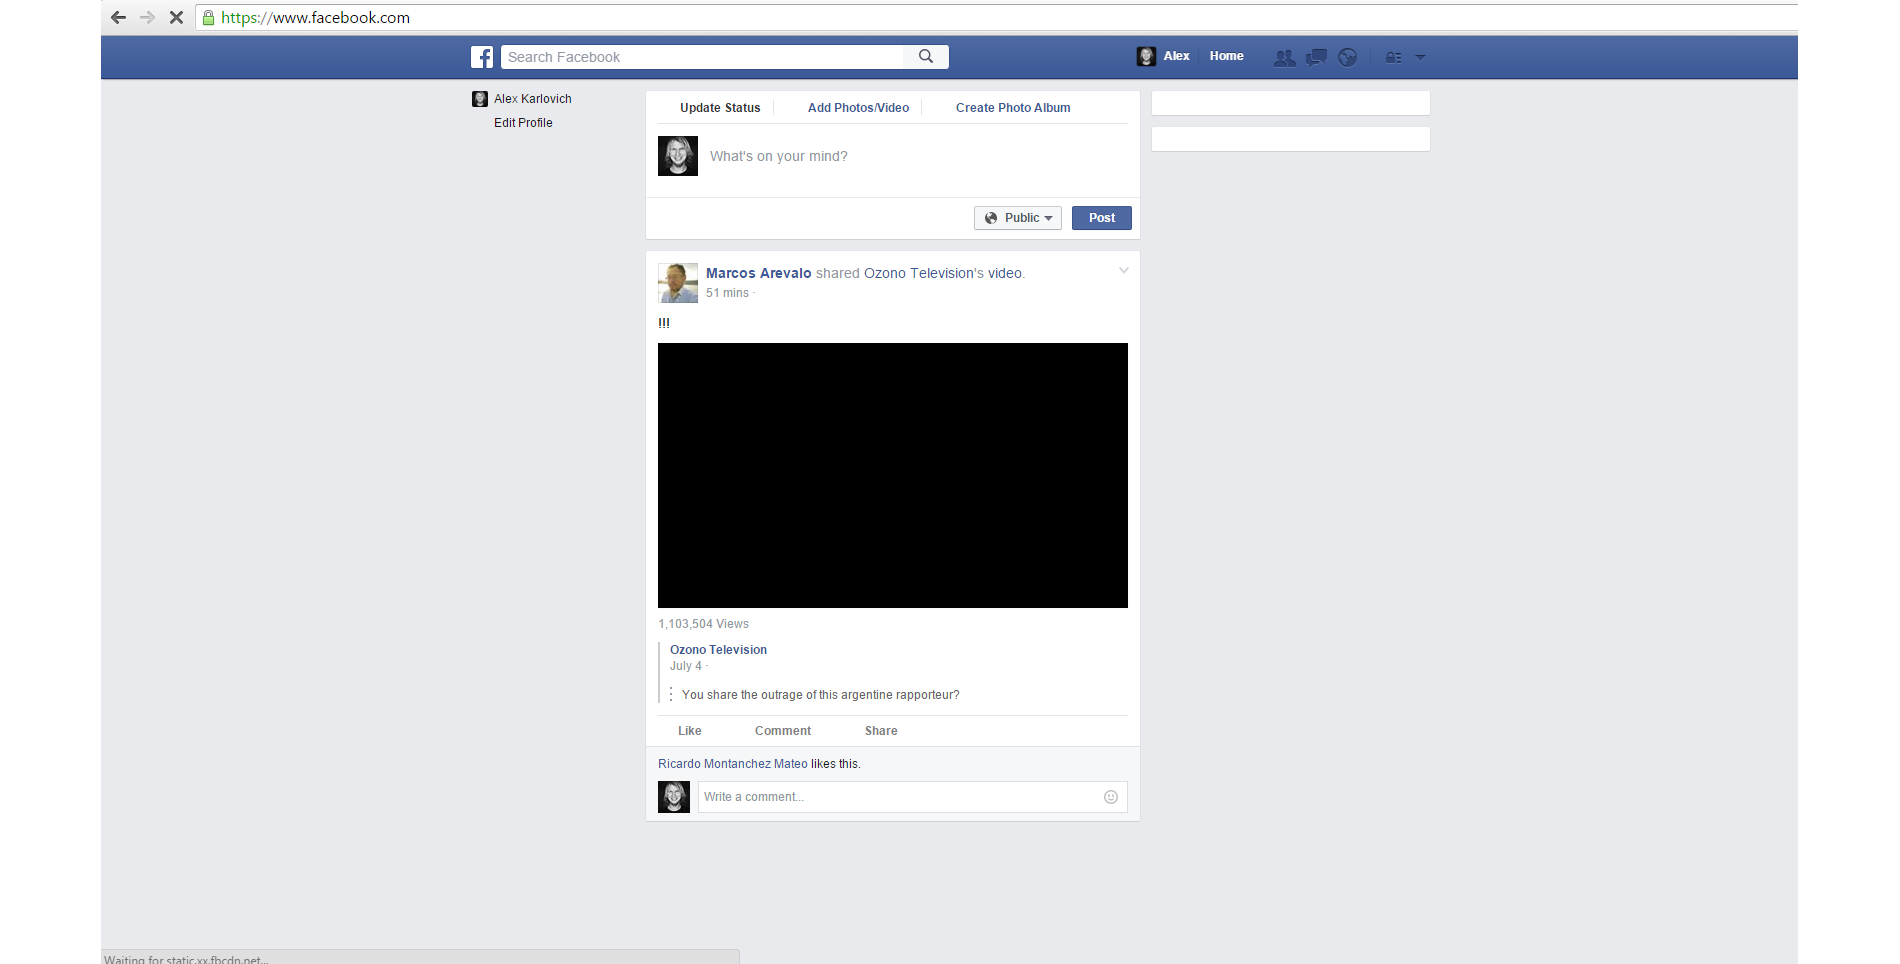 https://www.facebook.com
Search Facebook
Alex
Home
Alex Karlovich
Edit Profile
Update Status
Add Photos/Video
Create Photo Album
What's on your mind?
Public
Post
Marcos Arevalo shared Ozono Television's video.
51 mins ·
!!!
1,103,504 Views
Ozono Television
July 4 ·
You share the outrage of this argentine rapporteur?
Like
Comment
Share
Ricardo Montanchez Mateo likes this.
Write a comment...
Waiting for static.xx.fbcdn.net...